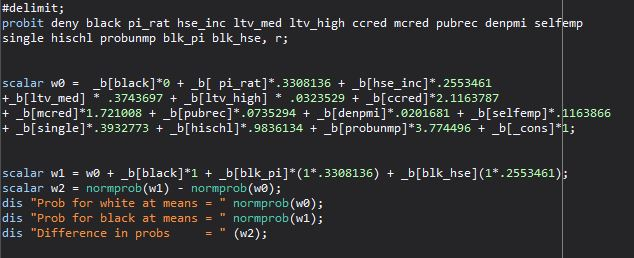 #delimit;
probit deny black pi_rat hse_inc ltv_med ltv_high ccred mcred pubrec denpmi selfemp
single hischl probunmp blk_pi blk_hse, r;
scalar w0 =  _b[black]*0 + _b[ pi_rat]*.3308136 + _b[hse_inc]*.2553461
+_b[ltv_med] * .3743697 + _b[ltv_high] * .0323529 + _b[ccred]*2.1163787
+ _b[mcred]*1.721008 + _b[pubrec]*.0735294 + _b[denpmi]*.0201681 + _b[selfemp]*.1163866
+ _b[single]*.3932773 + _b[hischl]*.9836134 + _b[probunmp]*3.774496 + _b[_cons]*1;
scalar w1 = w0 + _b[black]*1 + _b[blk_pi]*(1*.3308136) + _b[blk_hse](1*.2553461);
scalar w2 = normprob(w1) - normprob(w0);
dis "Prob for white at means = " normprob(w0);
dis "Prob for black at means = " normprob(w1);
dis "Difference in probs     = " (w2);